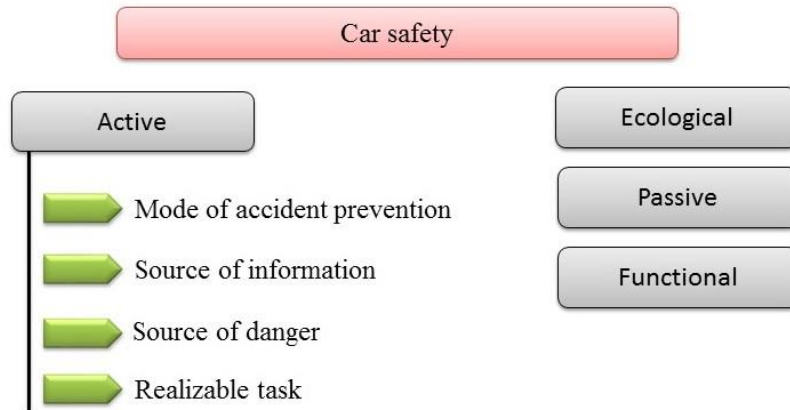 Car safety
Active
Mode of accident prevention
Source of information
Source of danger
Realizable task
Ecological
Passive
Functional